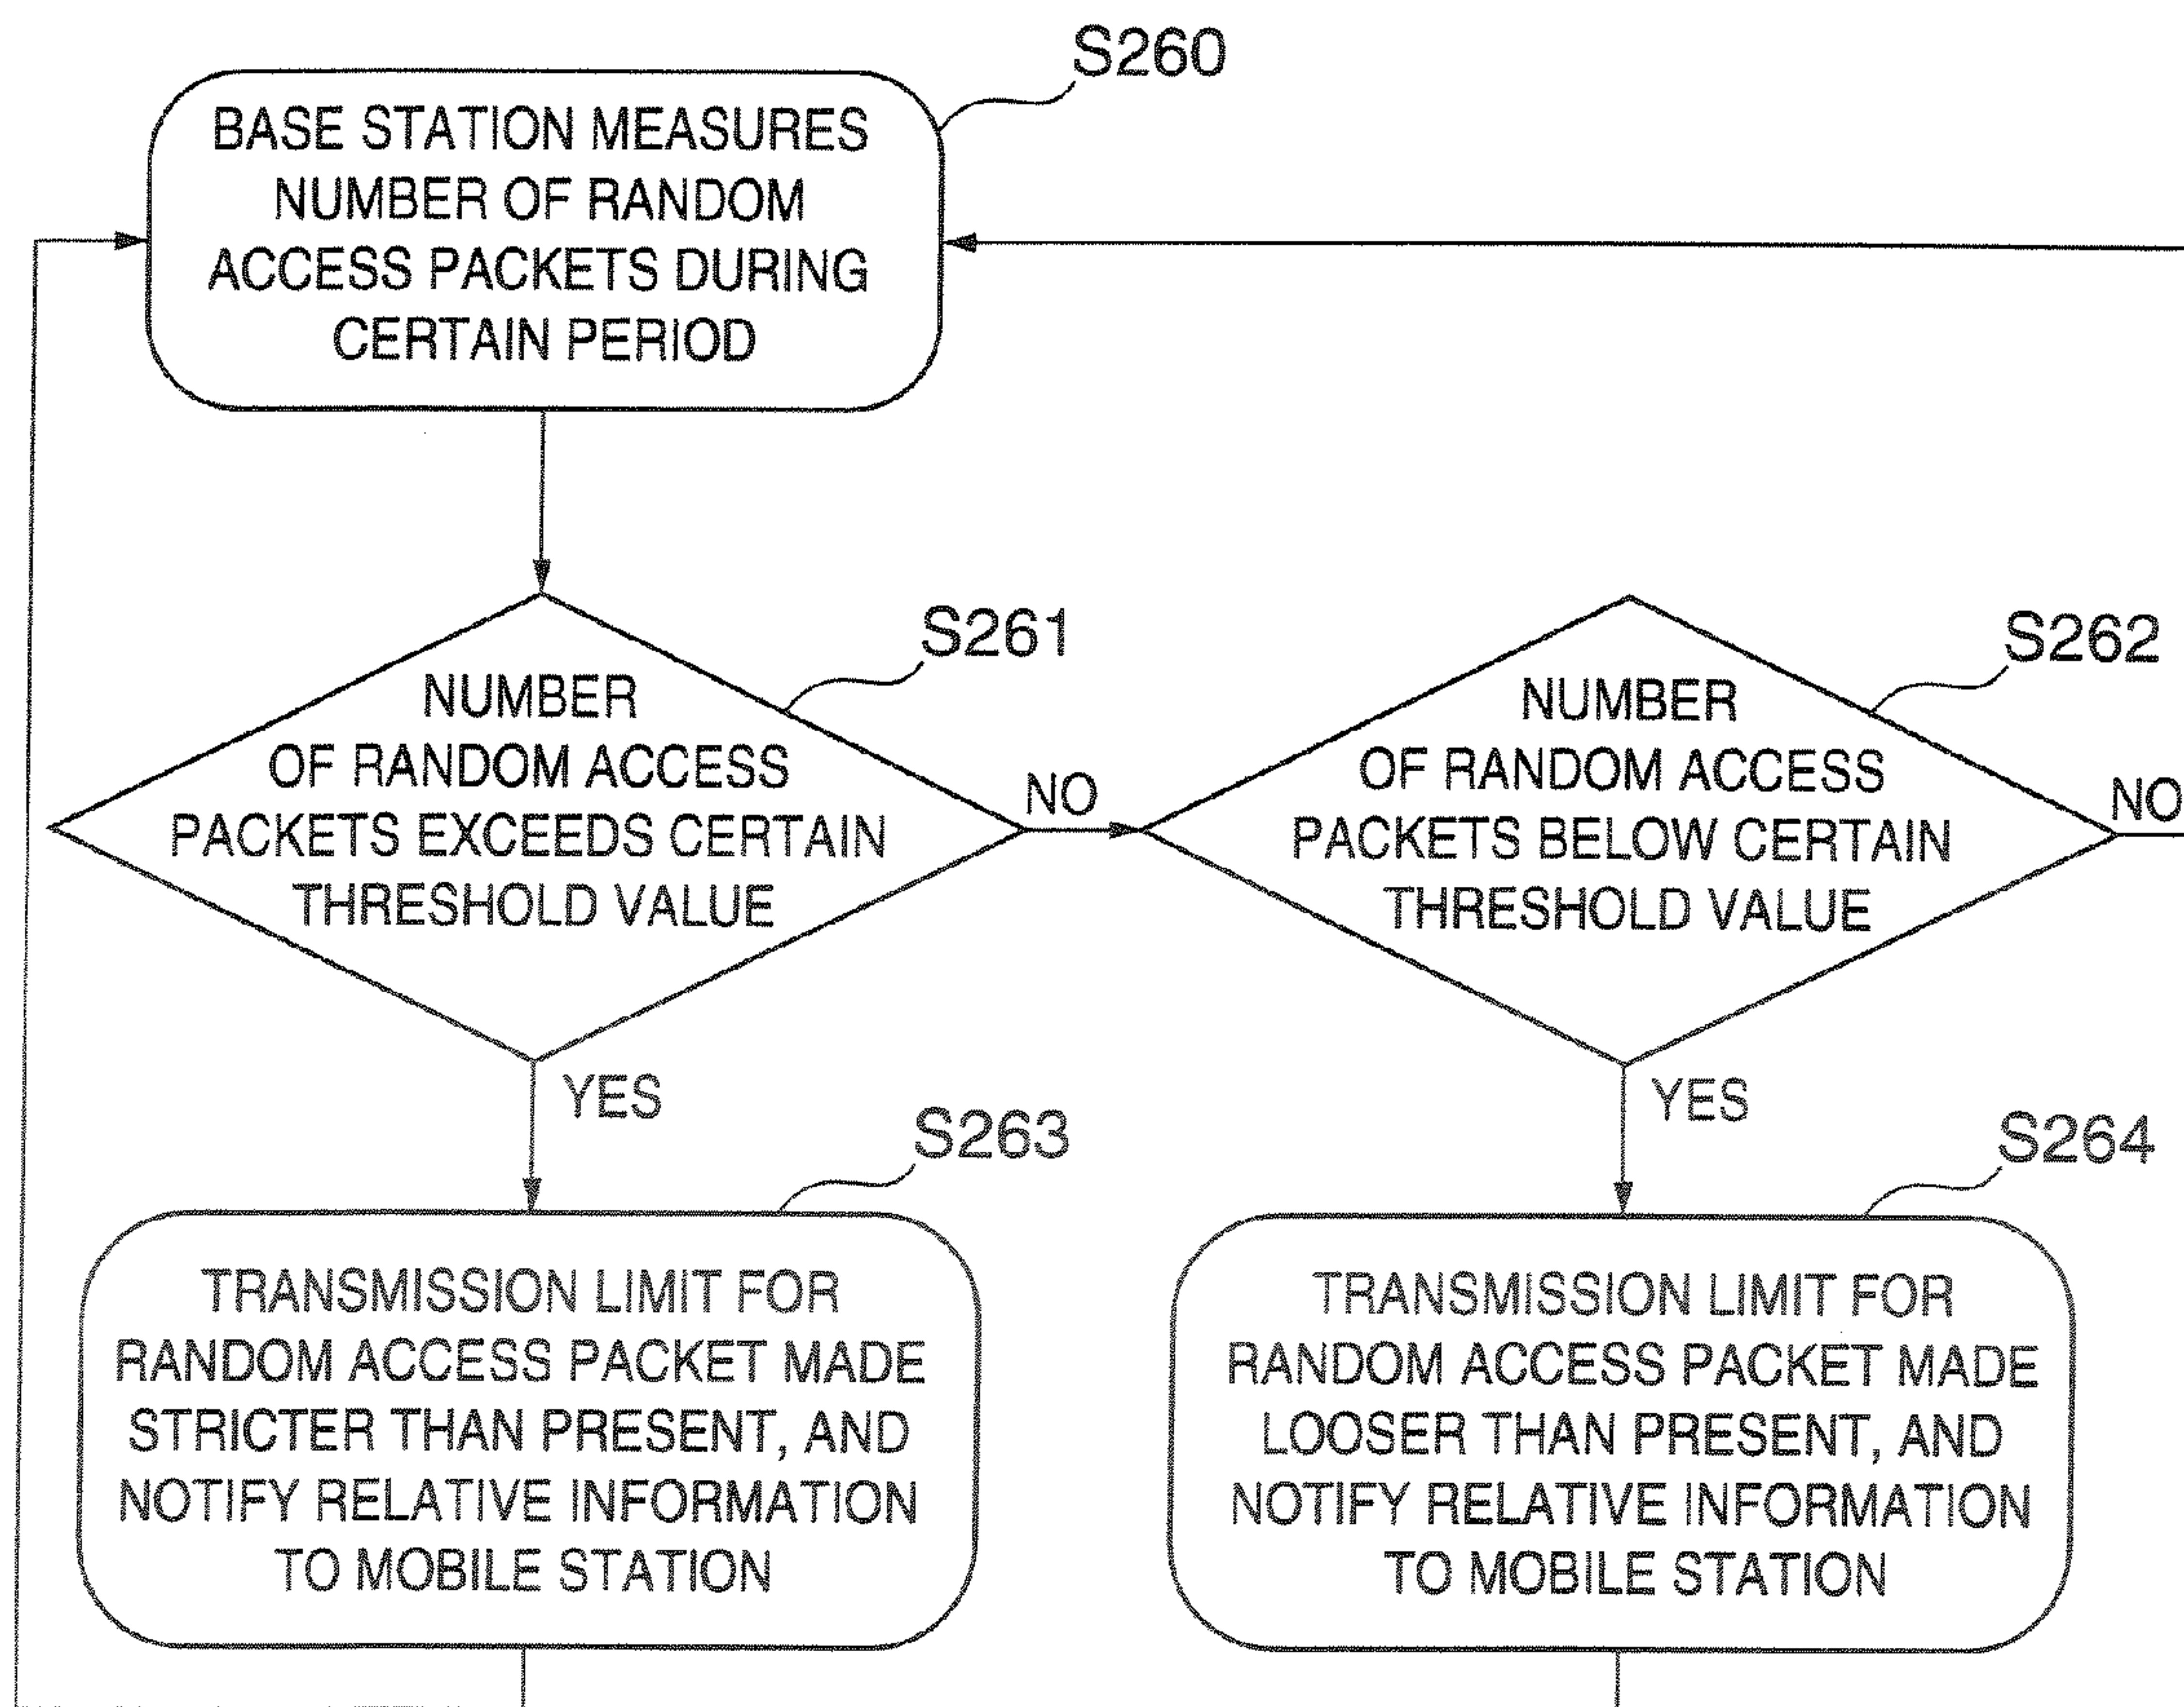 S260
BASE STATION MEASURES
NUMBER OF RANDOM
ACCESS PACKETS DURING
CERTAIN PERIOD
S261
NUMBER
OF RANDOM ACCESS
PACKETS EXCEEDS CERTAIN
THRESHOLD VALUE
NO
S262
NUMBER
OF RANDOM ACCESS
PACKETS BELOW CERTAIN
THRESHOLD VALUE
NO
YES
YES
S263
TRANSMISSION LIMIT FOR
RANDOM ACCESS PACKET MADE
STRICTER THAN PRESENT, AND
NOTIFY RELATIVE INFORMATION
TO MOBILE STATION
S264
TRANSMISSION LIMIT FOR
RANDOM ACCESS PACKET MADE
LOOSER THAN PRESENT, AND
NOTIFY RELATIVE INFORMATION
TO MOBILE STATION